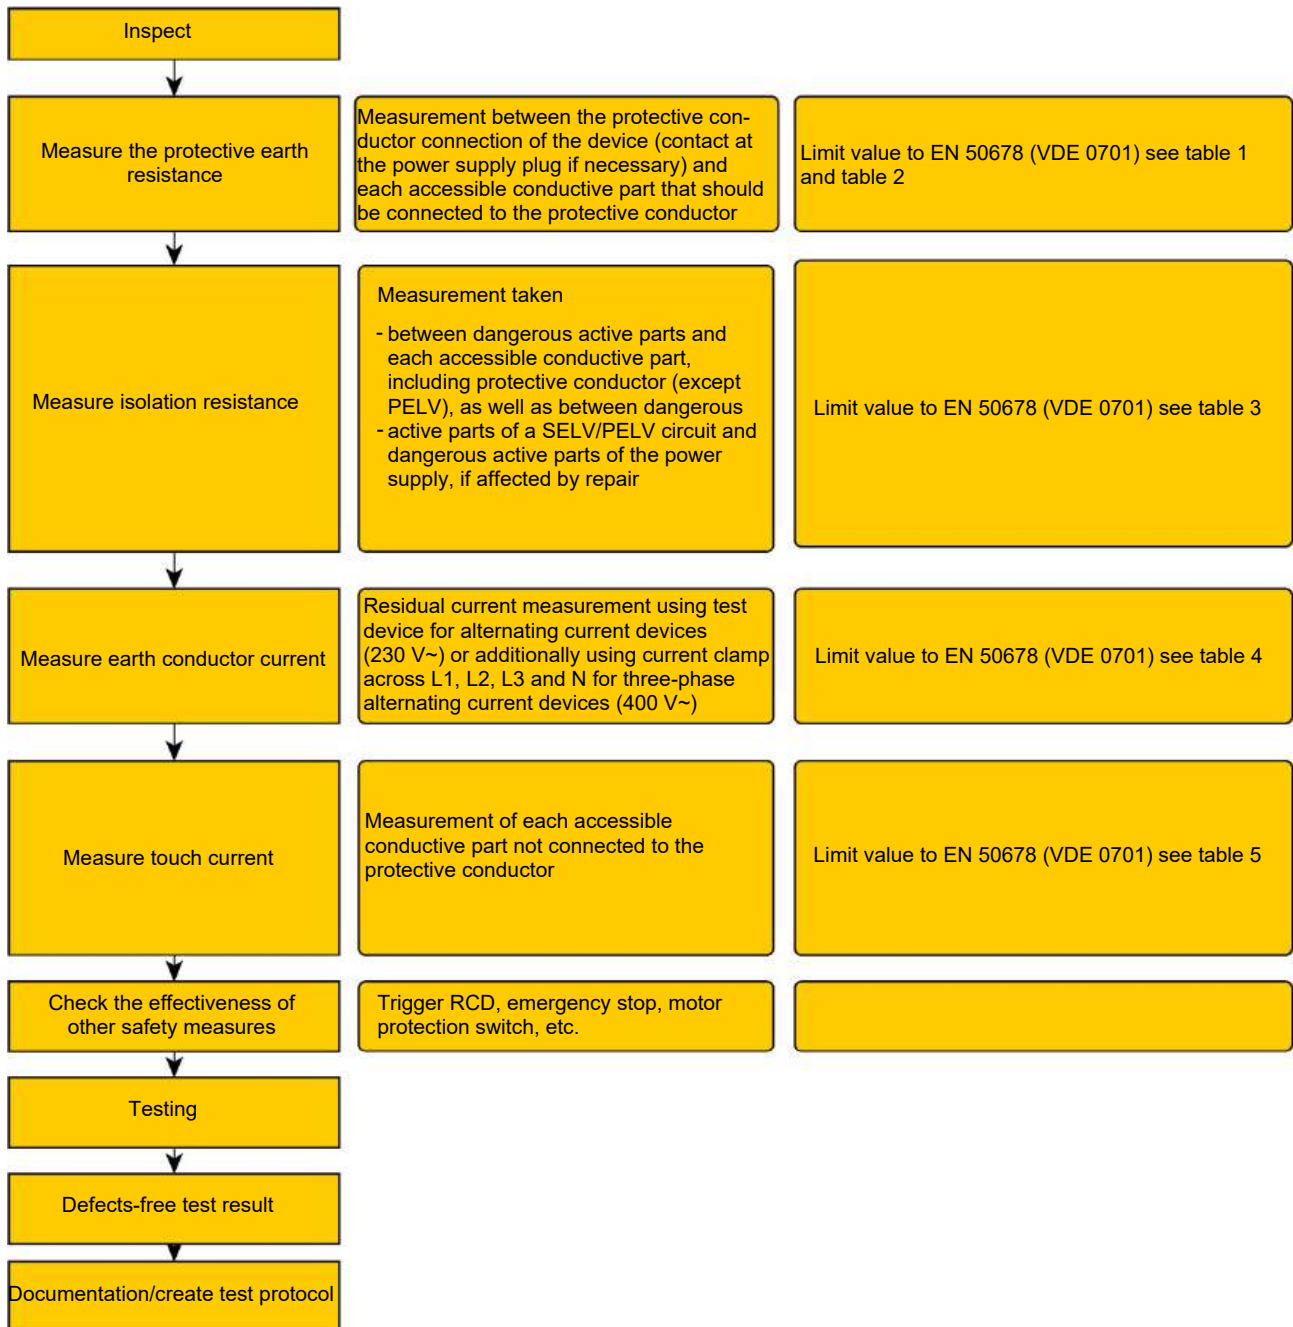 Inspect
Measure the protective earth
resistance
Measurement between the protective con-
ductor connection of the device (contact at
the power supply plug if necessary) and
each accessible conductive part that should
be connected to the protective conductor
Limit value to EN 50678 (VDE 0701) see table 1
and table 2
Measure isolation resistance
Measurement taken
- between dangerous active parts and
each accessible conductive part,
including protective conductor (except
PELV), as well as between dangerous
- active parts of a SELV/PELV circuit and
dangerous active parts of the power
supply, if affected by repair
Limit value to EN 50678 (VDE 0701) see table 3
Measure earth conductor current
Residual current measurement using test
device for alternating current devices
(230 V~) or additionally using current clamp
across L1, L2, L3 and N for three-phase
alternating current devices (400 V~)
Limit value to EN 50678 (VDE 0701) see table 4
Measure touch current
Measurement of each accessible
conductive part not connected to the
protective conductor
Limit value to EN 50678 (VDE 0701) see table 5
Check the effectiveness of
other safety measures
Trigger RCD, emergency stop, motor
protection switch, etc.
Testing
Defects-free test result
Documentation/create test protocol